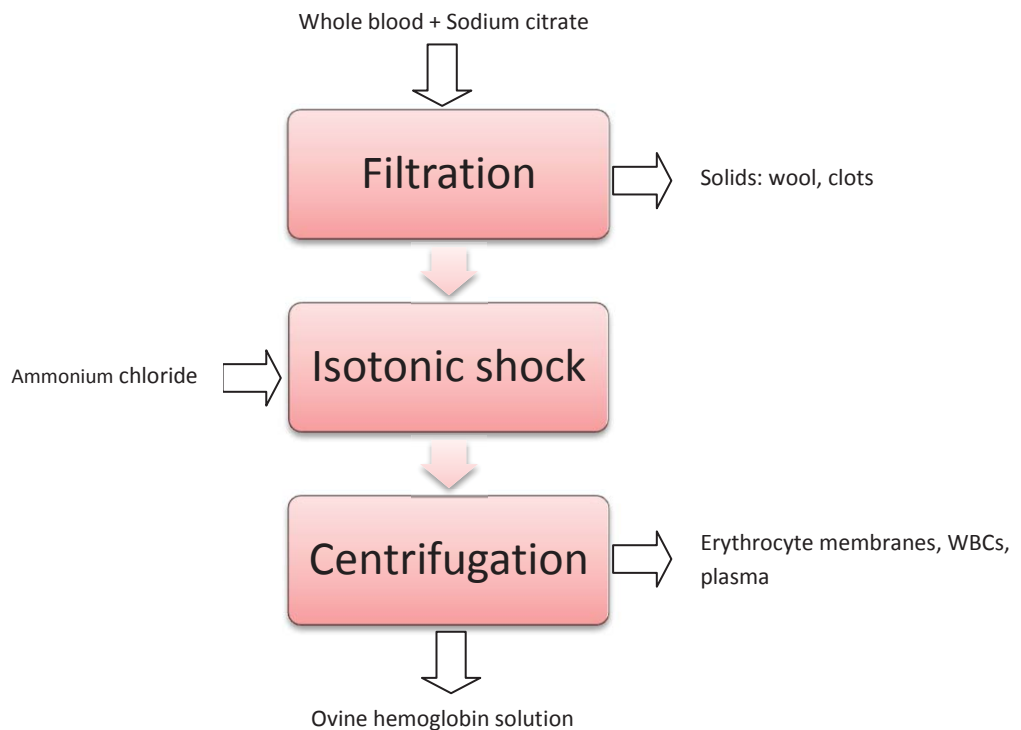 Whole blood + Sodium citrate
Filtration
Solids: wool, clots
Isotonic shock
Ammonium chloride
Centrifugation
Erythrocyte membranes, WBCs,
plasma
Ovine hemoglobin solution